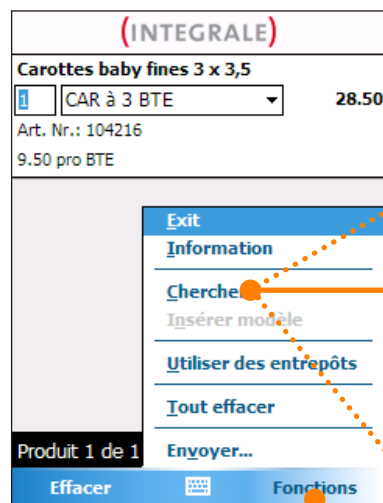 (INTEGRALE)
Carottes baby fines 3 x 3,5
1 CAR à 3 BTE 28.50
Art. Nr.: 104216
9.50 pro BTE
Exit
Information
Chercher
Insérer modèle
Utiliser des entrepôts
Tout effacer
Produit 1 de 1 Envoyer...
Effacer Fonctions